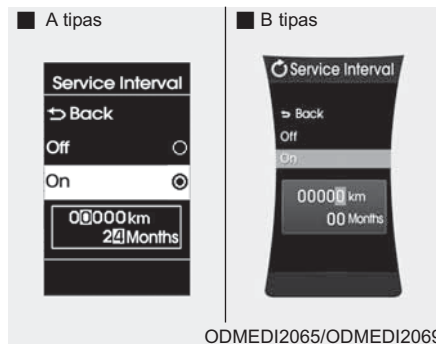 A tipas
Service Interval
Back
Off
On
00000km
24Months
B tipas
Service Interval
Back
Off
On
00000 km
00 Months
ODMEDI2065/ODMEDI2069